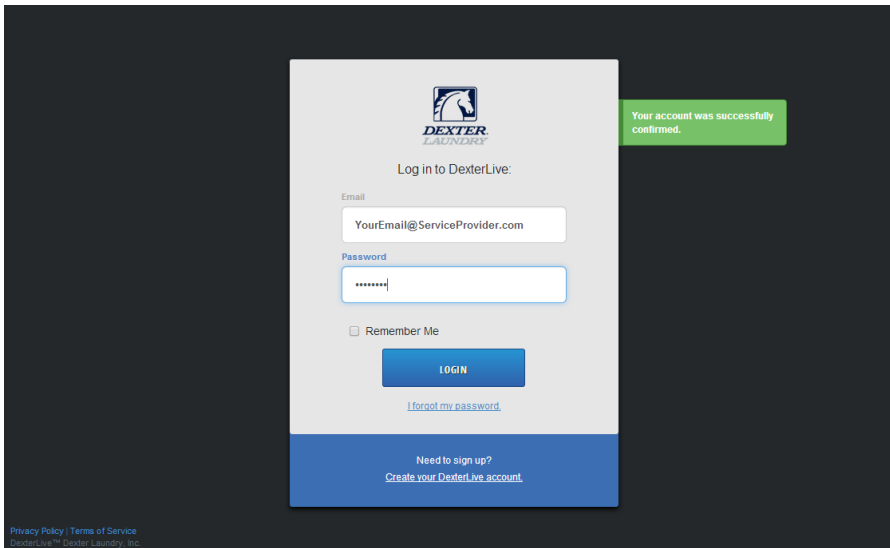 DEXTER
LAUNDRY
Your account was successfully
confirmed.
Log in to DexterLive:
Email
YourEmail@ServiceProvider.com
Password
••••••••
Remember Me
LOGIN
I forgot my password.
Need to sign up?
Create your DexterLive account.
Privacy Policy | Terms of Service
DexterLive™ Dexter Laundry, Inc.